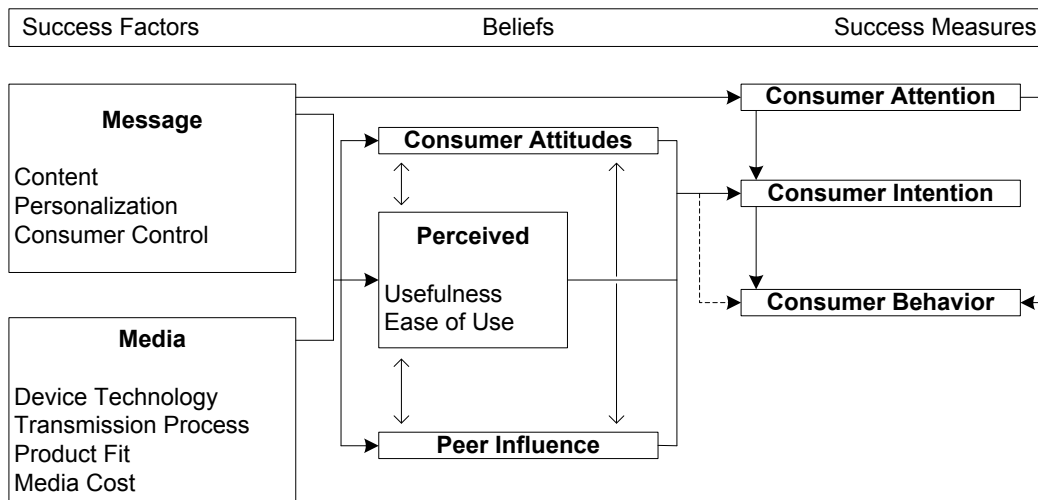 Success Factors Beliefs Success Measures
Message
Content
Personalization
Consumer Control
Media
Device Technology
Transmission Process
Product Fit
Media Cost
Consumer Attitudes
Perceived
Usefulness
Ease of Use
Peer Influence
Consumer Attention
Consumer Intention
Consumer Behavior